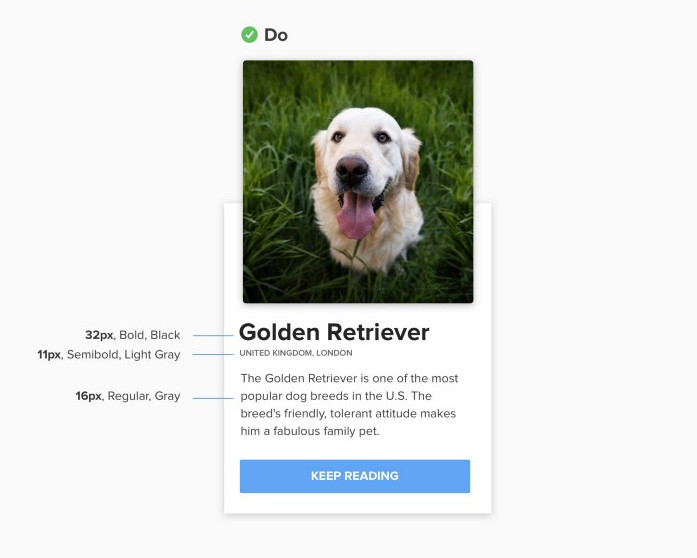 Do
32px, Bold, Black
Golden Retriever
11px, Semibold, Light Gray
UNITED KINGDOM, LONDON
16px, Regular, Gray
The Golden Retriever is one of the most
popular dog breeds in the U.S. The
breed's friendly, tolerant attitude makes
him a fabulous family pet.
KEEP READING